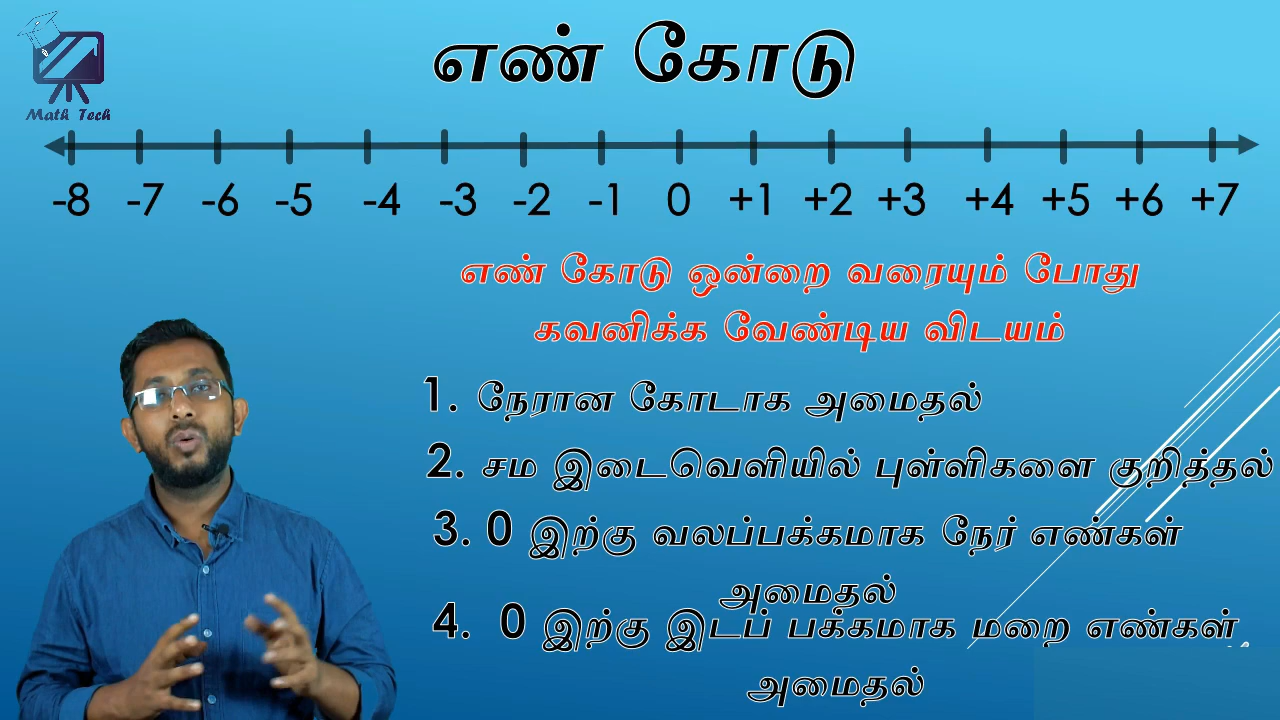 Math Tech
எண் கோடு
-8 -7 -6 -5 -4 -3 -2 -1 0 +1 +2 +3 +4 +5 +6 +7
எண் கோடு ஒன்றை வரையும் போது
கவனிக்க வேண்டிய விடயம்
1. நேரான கோடாக அமைதல்
2. சம இடைவெளியில் புள்ளிகளை குறித்தல்
3. 0 இற்கு வலப்பக்கமாக நேர் எண்கள்
அமைதல்
4. 0 இற்கு இடப் பக்கமாக மறை எண்கள்
அமைதல்